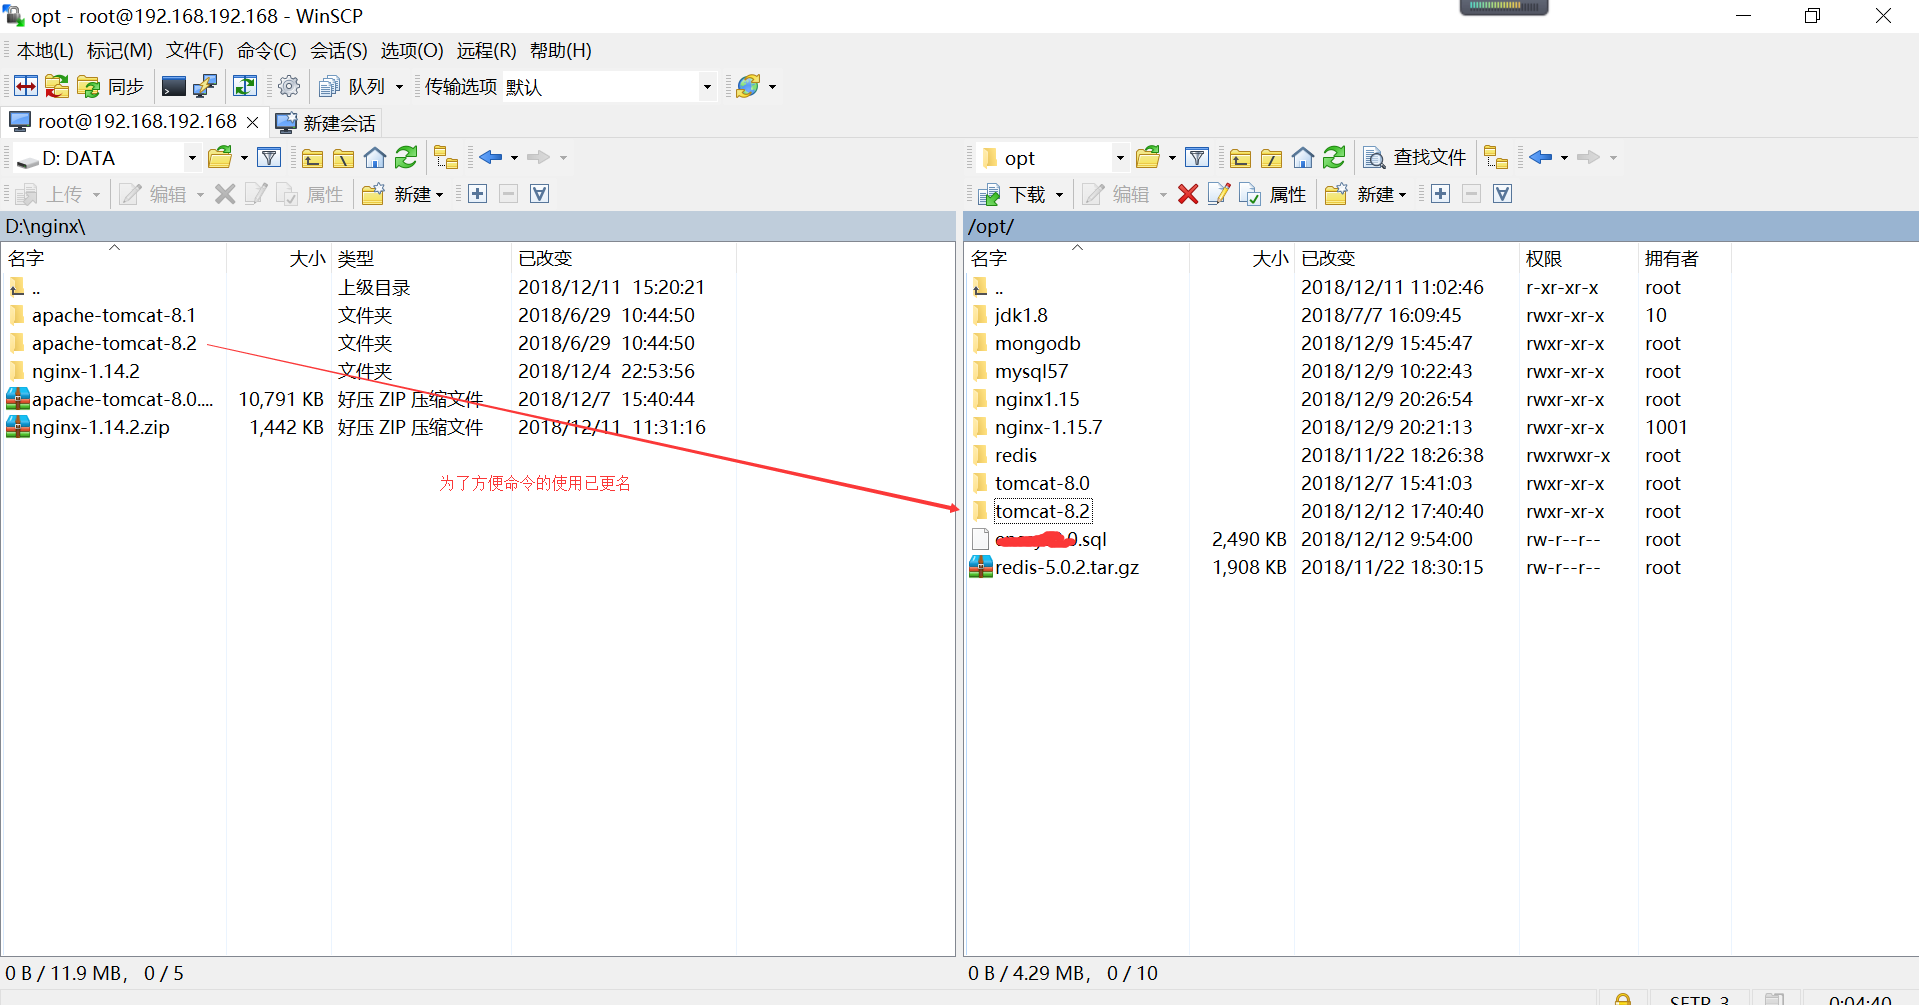 opt - root@192.168.192.168 - WinSCP
本地(L) 标记(M) 文件(F) 命令(C) 会话(S) 选项(O) 远程(R) 帮助(H)
同步 队列 传输选项 默认
root@192.168.192.168 新建会话
D: DATA
上传 编辑 属性 新建
D:\nginx\
名字 大小 类型 已改变
.. 上级目录 2018/12/11 15:20:21
apache-tomcat-8.1 文件夹 2018/6/29 10:44:50
apache-tomcat-8.2 文件夹 2018/6/29 10:44:50
nginx-1.14.2 文件夹 2018/12/4 22:53:56
apache-tomcat-8.0.... 10,791 KB 好压 ZIP 压缩文件 2018/12/7 15:40:44
nginx-1.14.2.zip 1,442 KB 好压 ZIP 压缩文件 2018/12/11 11:31:16
为了方便命令的使用已更名
0 B / 11.9 MB, 0 / 5
opt 查找文件
下载 编辑 属性 新建
/opt/
名字 大小 已改变 权限 拥有者
.. 2018/12/11 11:02:46 r-xr-xr-x root
jdk1.8 2018/7/7 16:09:45 rwxr-xr-x 10
mongodb 2018/12/9 15:45:47 rwxr-xr-x root
mysql57 2018/12/9 10:22:43 rwxr-xr-x root
nginx1.15 2018/12/9 20:26:54 rwxr-xr-x root
nginx-1.15.7 2018/12/9 20:21:13 rwxr-xr-x 1001
redis 2018/11/22 18:26:38 rwxrwxr-x root
tomcat-8.0 2018/12/7 15:41:03 rwxr-xr-x root
tomcat-8.2 2018/12/12 17:40:40 rwxr-xr-x root
0.sql 2,490 KB 2018/12/12 9:54:00 rw-r--r-- root
redis-5.0.2.tar.gz 1,908 KB 2018/11/22 18:30:15 rw-r--r-- root
0 B / 4.29 MB, 0 / 10
SFTP-3 0:04:40